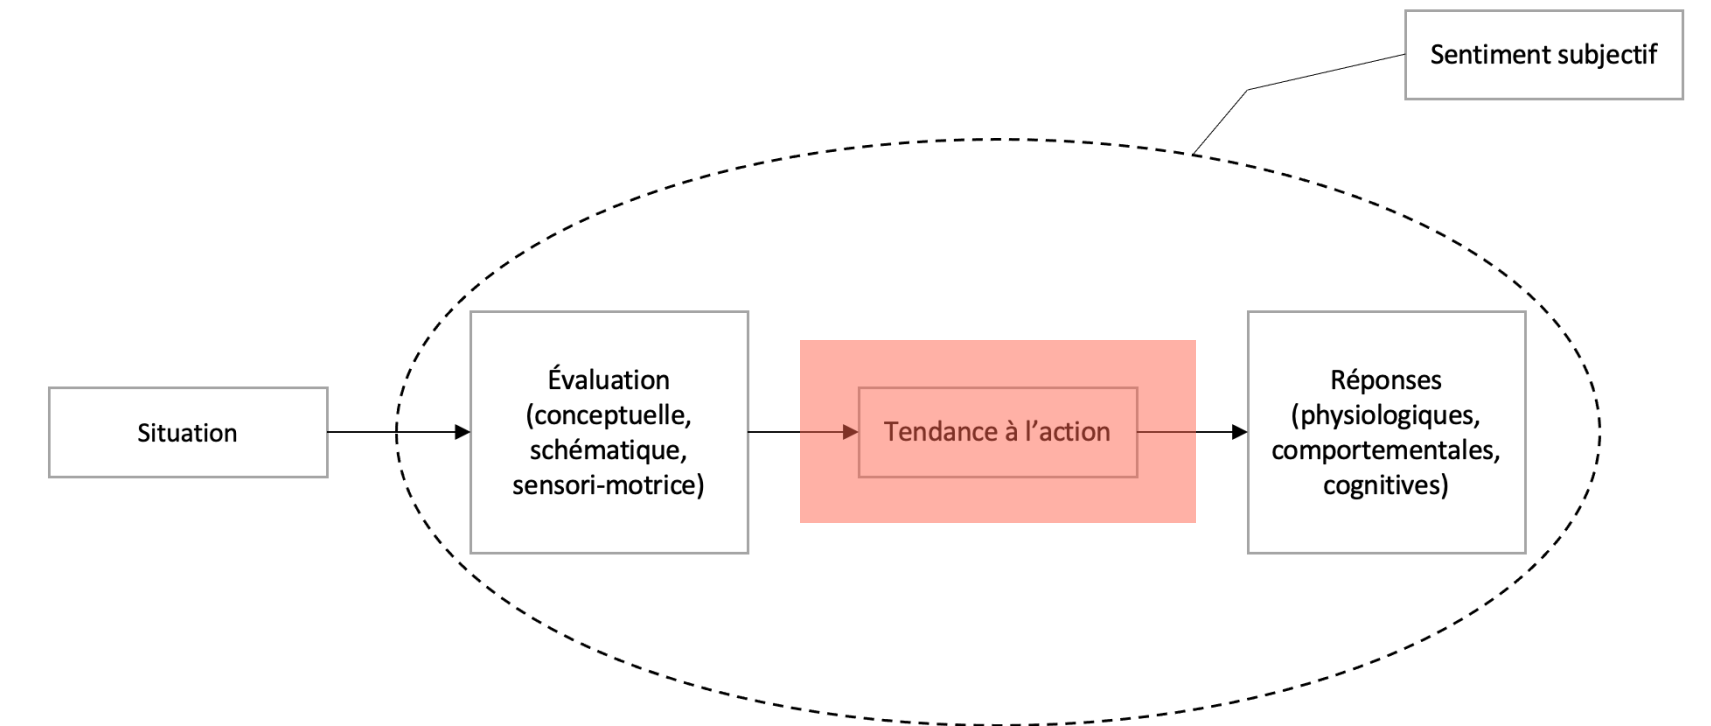 Sentiment subjectif
Situation
Évaluation
(conceptuelle,
schématique,
sensori-motrice)
Tendance à l’action
Réponses
(physiologiques,
comportementales,
cognitives)